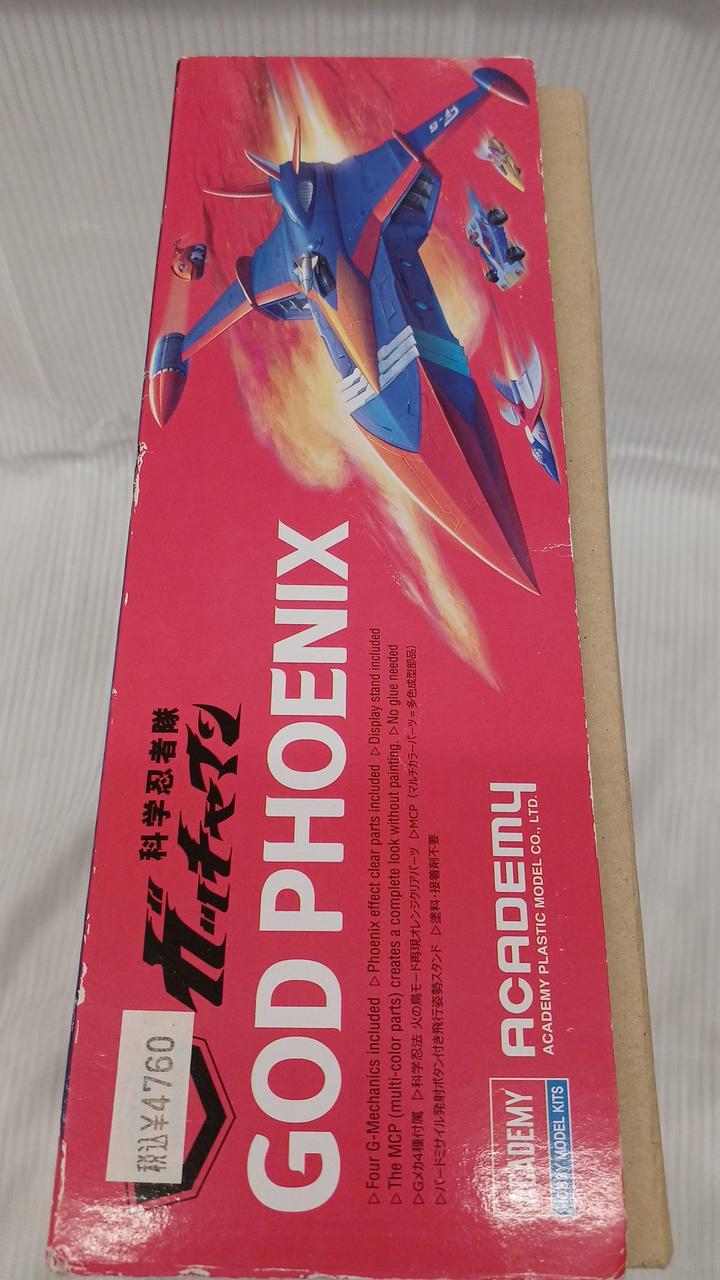 科学忍者隊
ガッチャマン
税込¥4760
GOD PHOENIX
▷Four G-Mechanics included ▷Phoenix effect clear parts included ▷Display stand included
▷The MCP (multi-color parts) creates a complete look without painting. ▷No glue needed
▷Gメカ4種付属 ▷科学忍法 火の鳥モード再現オレンジクリアパーツ ▷MCP (マルチカラーパーツ=多色成型部品)
▷バードミサイル発射ボタン付き飛行姿勢スタンド ▷塗料・接着剤不要
ACADEMY
HOBBY MODEL KITS
ACADEMY
ACADEMY PLASTIC MODEL CO., LTD.
G-5